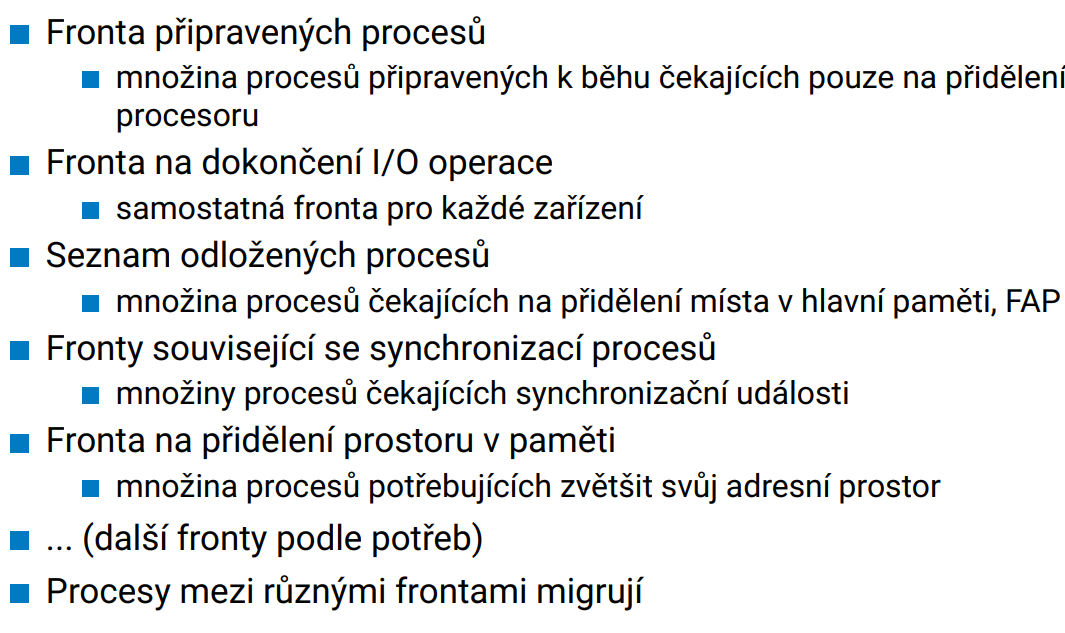 Fronta připravených procesů
množina procesů připravených k běhu čekajících pouze na přidělení
procesoru
Fronta na dokončení I/O operace
samostatná fronta pro každé zařízení
Seznam odložených procesů
množina procesů čekajících na přidělení místa v hlavní paměti, FAP
Fronty související se synchronizací procesů
množiny procesů čekajících synchronizační události
Fronta na přidělení prostoru v paměti
množina procesů potřebujících zvětšit svůj adresní prostor
... (další fronty podle potřeb)
Procesy mezi různými frontami migrují